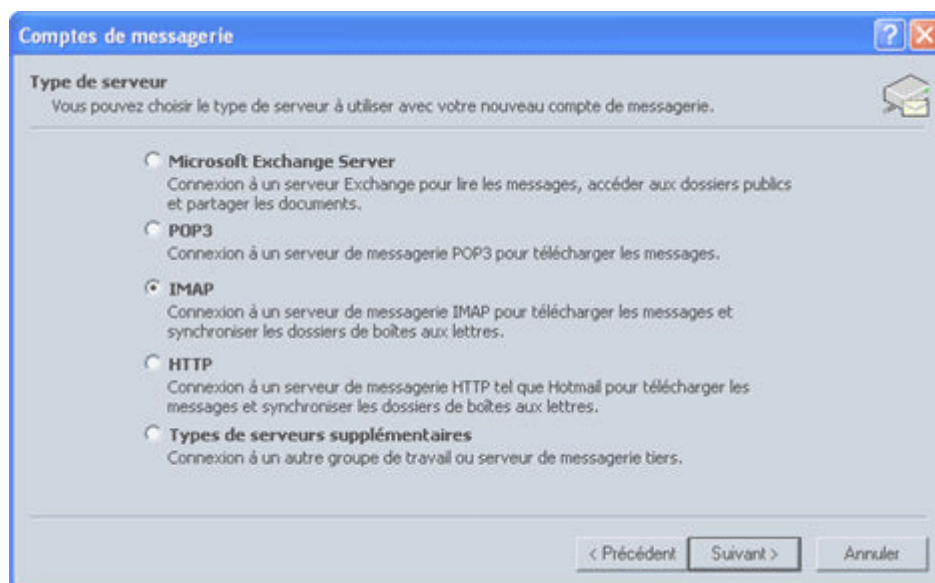 Comptes de messagerie
Type de serveur
Vous pouvez choisir le type de serveur à utiliser avec votre nouveau compte de messagerie.
Microsoft Exchange Server
Connexion à un serveur Exchange pour lire les messages, accéder aux dossiers publics
et partager les documents.
POP3
Connexion à un serveur de messagerie POP3 pour télécharger les messages.
IMAP
Connexion à un serveur de messagerie IMAP pour télécharger les messages et
synchroniser les dossiers de boîtes aux lettres.
HTTP
Connexion à un serveur de messagerie HTTP tel que Hotmail pour télécharger les
messages et synchroniser les dossiers de boîtes aux lettres.
Types de serveurs supplémentaires
Connexion à un autre groupe de travail ou serveur de messagerie tiers.
< Précédent Suivant > Annuler